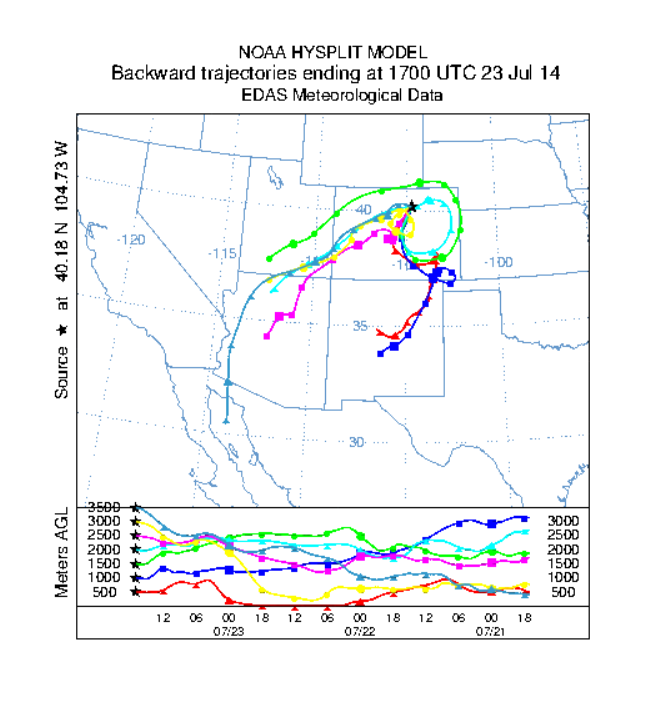 NOAA HYSPLIT MODEL
Backward trajectories ending at 1700 UTC 23 Jul 14
EDAS Meteorological Data
Source ★ at 40.18 N 104.73 W
40
-120
-115
-100
35
30
Meters AGL
3500
3000
2500
2000
1500
1000
500
3000
2500
2000
1500
1000
500
12 06 00 18 12 06 00 18 12 06 00 18
07/23 07/22 07/21